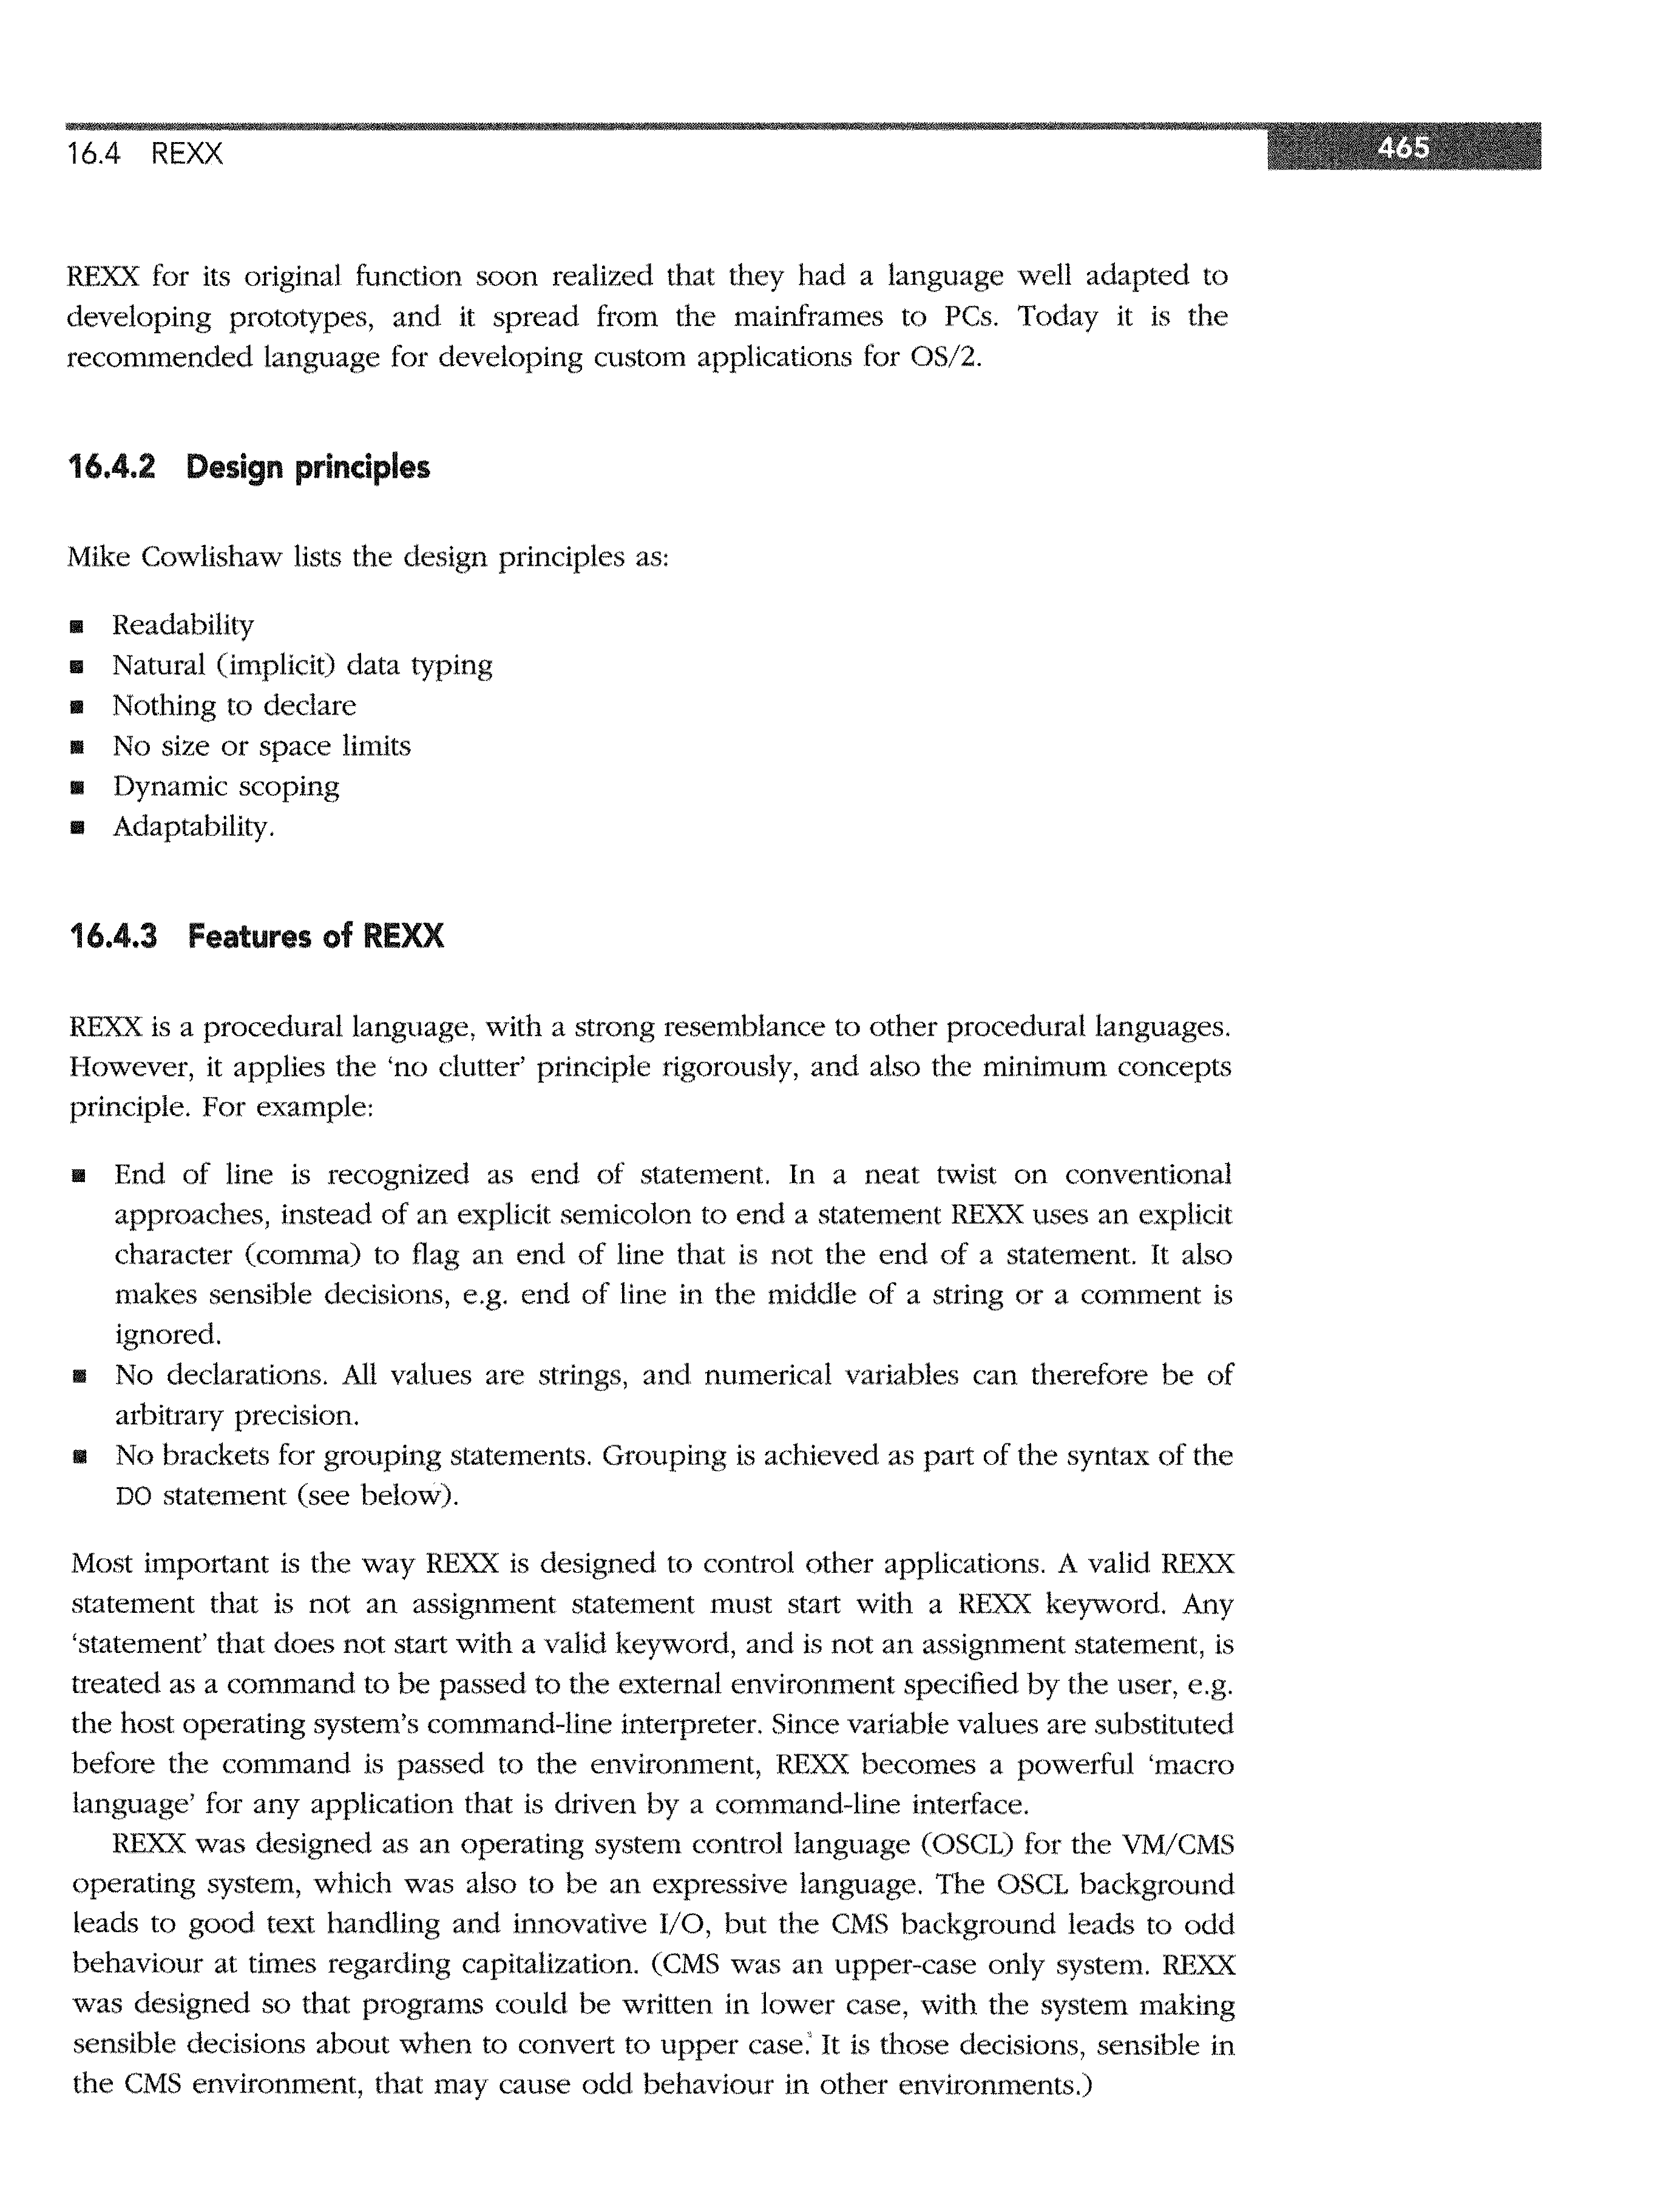 16.4 REXX
465
REXX for its original function soon realized that they had a language well adapted to
developing prototypes, and it spread from the mainframes to PCs. Today it is the
recommended language for developing custom applications for OS/2.
16.4.2 Design principles
Mike Cowlishaw lists the design principles as:
■ Readability
■ Natural (implicit) data typing
■ Nothing to declare
■ No size or space limits
■ Dynamic scoping
■ Adaptability.
16.4.3 Features of REXX
REXX is a procedural language, with a strong resemblance to other procedural languages.
However, it applies the ‘no clutter’ principle rigorously, and also the minimum concepts
principle. For example:
■ End of line is recognized as end of statement. In a neat twist on conventional
approaches, instead of an explicit semicolon to end a statement REXX uses an explicit
character (comma) to flag an end of line that is not the end of a statement. It also
makes sensible decisions, e.g. end of line in the middle of a string or a comment is
ignored.
■ No declarations. All values are strings, and numerical variables can therefore be of
arbitrary precision.
■ No brackets for grouping statements. Grouping is achieved as part of the syntax of the
DO statement (see below).
Most important is the way REXX is designed to control other applications. A valid REXX
statement that is not an assignment statement must start with a REXX keyword. Any
‘statement’ that does not start with a valid keyword, and is not an assignment statement, is
treated as a command to be passed to the external environment specified by the user, e.g.
the host operating system’s command-line interpreter. Since variable values are substituted
before the command is passed to the environment, REXX becomes a powerful ‘macro
language’ for any application that is driven by a command-line interface.
REXX was designed as an operating system control language (OSCL) for the VM/CMS
operating system, which was also to be an expressive language. The OSCL background
leads to good text handling and innovative I/O, but the CMS background leads to odd
behaviour at times regarding capitalization. (CMS was an upper-case only system. REXX
was designed so that programs could be written in lower case, with the system making
sensible decisions about when to convert to upper case. It is those decisions, sensible in
the CMS environment, that may cause odd behaviour in other environments.)